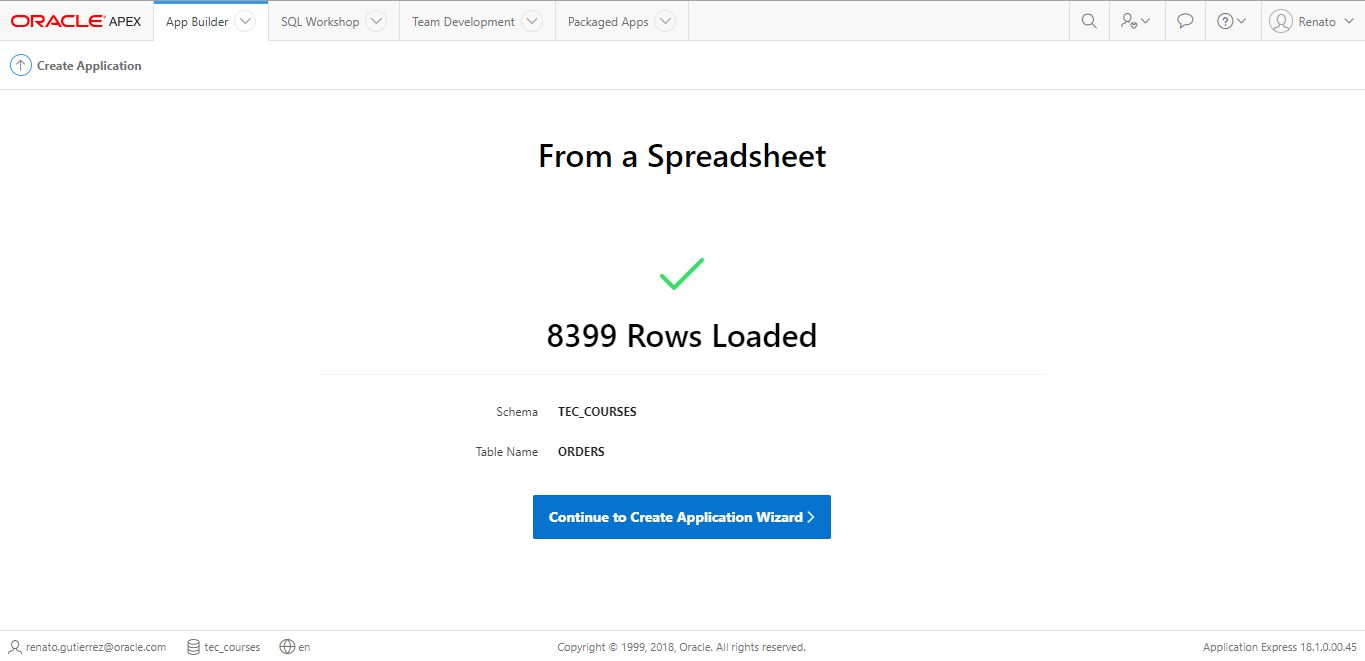 ORACLE APEX App Builder SQL Workshop Team Development Packaged Apps Renato
Create Application
From a Spreadsheet
8399 Rows Loaded
Schema TEC_COURSES
Table Name ORDERS
Continue to Create Application Wizard
renato.gutierrez@oracle.com tec_courses en Copyright © 1999, 2018, Oracle. All rights reserved. Application Express 18.1.0.00.45